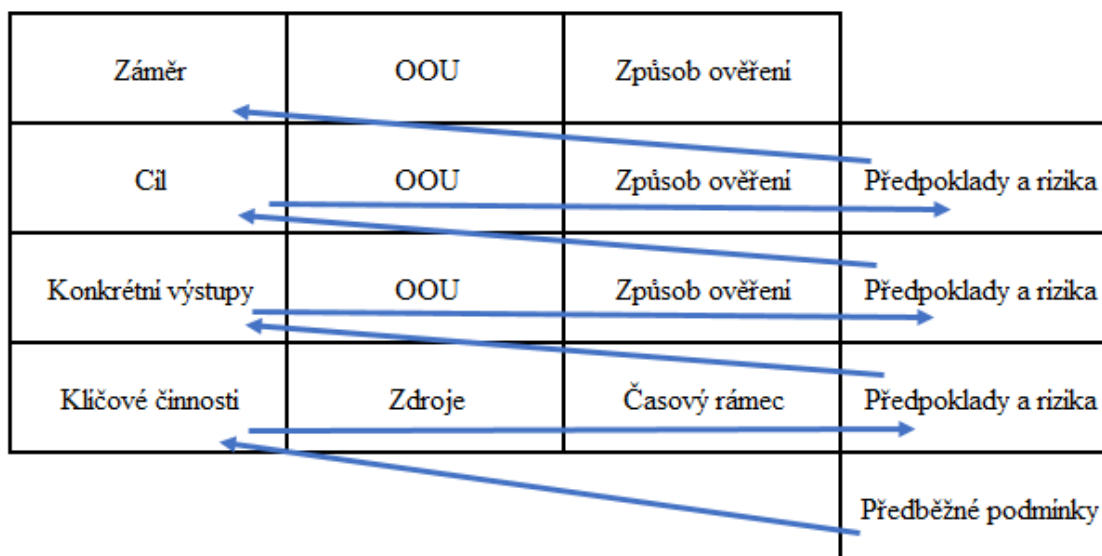 Záměr OOU Způsob ověření
Cíl OOU Způsob ověření Předpoklady a rizika
Konkrétní výstupy OOU Způsob ověření Předpoklady a rizika
Klíčové činnosti Zdroje Časový rámec Předpoklady a rizika
Předběžné podmínky